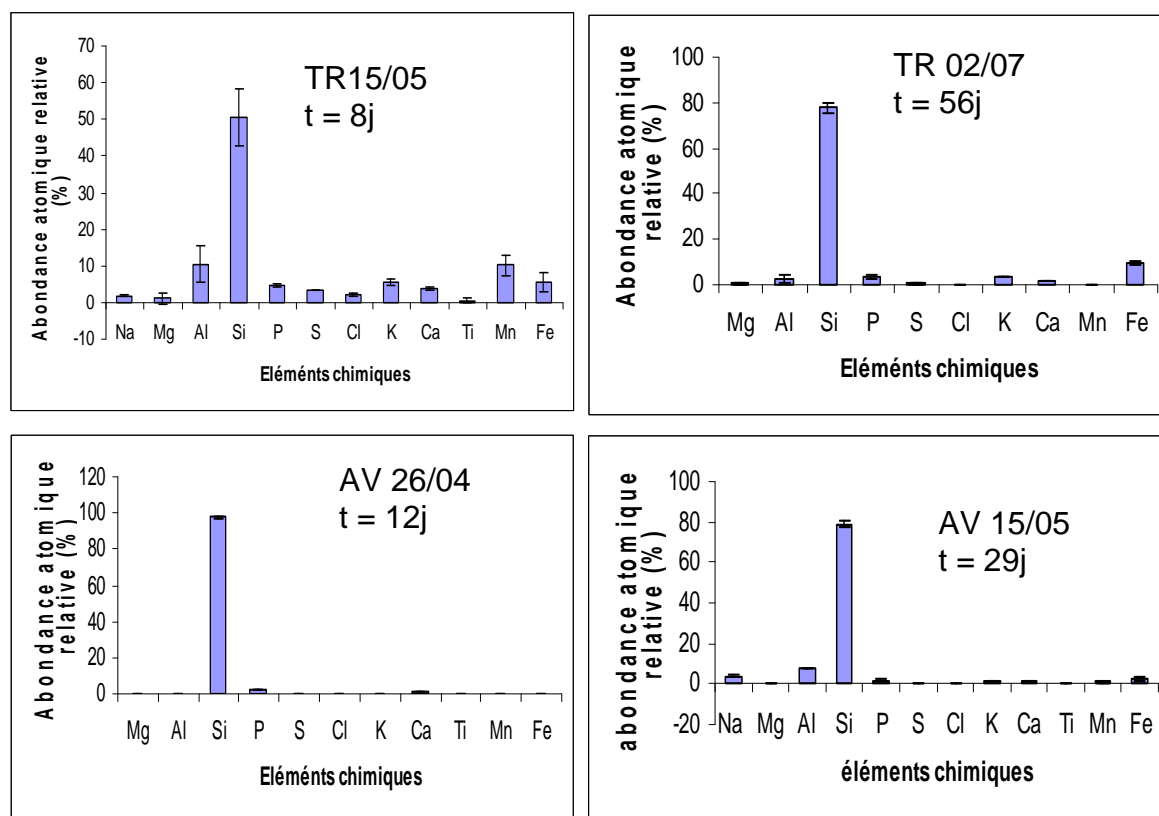 Abondance atomique relative
(%)
70
60
50
40
30
20
10
0
-10
TR15/05
t = 8j
Na Mg Al Si P S Cl K Ca Ti Mn Fe
Eléménts chimiques
Abondance atomique
relative (%)
100
80
60
40
20
0
TR 02/07
t = 56j
Mg Al Si P S Cl K Ca Mn Fe
Eléménts chimiques
Abondance atomique
relative (%)
120
100
80
60
40
20
0
AV 26/04
t = 12j
Mg Al Si P S Cl K Ca Ti Mn Fe
Eléménts chimiques
abondance atomique
relative (%)
100
80
60
40
20
0
-20
AV 15/05
t = 29j
Na Mg Al Si P S Cl K Ca Ti Mn Fe
éléments chimiques